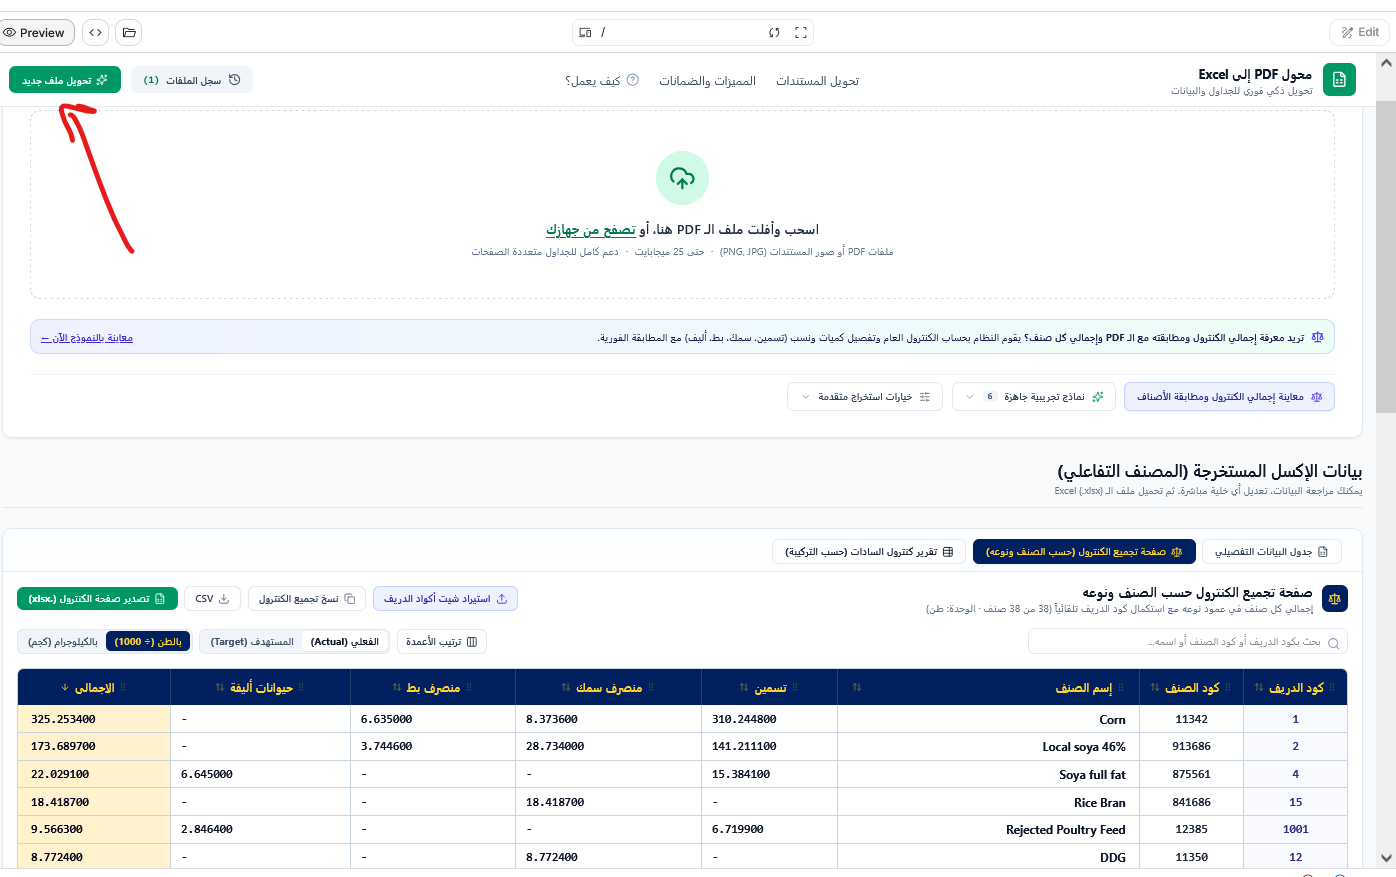 Preview
/
Edit
محول PDF إلى Excel
تحويل ذكي فوري للجداول والبيانات
تحويل المستندات
المميزات والضمانات
كيف يعمل؟
سجل الملفات (1)
تحويل ملف جديد
اسحب وأفلت ملف الـ PDF هنا، أو تصفح من جهازك
ملفات PDF أو صور المستندات (PNG, JPG) · حتى 25 ميجابايت · دعم كامل للجداول متعددة الصفحات
تريد معرفة إجمالي الكنترول ومطابقته مع الـ PDF وإجمالي كل صنف؟ يقوم النظام بحساب الكنترول العام وتفصيل كميات ونسب (تسمين، سمك، بط، أليف) مع المطابقة الفورية.
معاينة بالنموذج الآن ←
معاينة إجمالي الكنترول ومطابقة الأصناف
نماذج تجريبية جاهزة 6
خيارات استخراج متقدمة
بيانات الإكسل المستخرجة (المصنف التفاعلي)
يمكنك مراجعة البيانات، تعديل أي خلية مباشرة، ثم تحميل ملف الـ Excel (.xlsx)
جدول البيانات التفصيلي
صفحة تجميع الكنترول (حسب الصنف ونوعه)
تقرير كنترول السادات (حسب التركيبة)
صفحة تجميع الكنترول حسب الصنف ونوعه
إجمالي كل صنف في عمود نوعه مع استكمال كود الدريف تلقائياً (38 من 38 صنف · الوحدة: طن)
استيراد شيت أكواد الدريف
نسخ تجميع الكنترول
CSV
تصدير صفحة الكنترول (.xlsx)
بحث بكود الدريف أو كود الصنف أو اسمه...
ترتيب الأعمدة
الفعلي (Actual)
المستهدف (Target)
بالطن (÷ 1000)
بالكيلوجرام (كجم)
كود الدريف كود الصنف إسم الصنف تسمين منصرف سمك منصرف بط حيوانات أليفة الاجمالى
1 11342 Corn 310.244800 8.373600 6.635000 - 325.253400
2 913686 Local soya 46% 141.211100 28.734000 3.744600 - 173.689700
4 875561 Soya full fat 15.384100 - - 6.645000 22.029100
15 841686 Rice Bran - 18.418700 - - 18.418700
1001 12385 Rejected Poultry Feed 6.719900 - - 2.846400 9.566300
12 11350 DDG - 8.772400 - - 8.772400